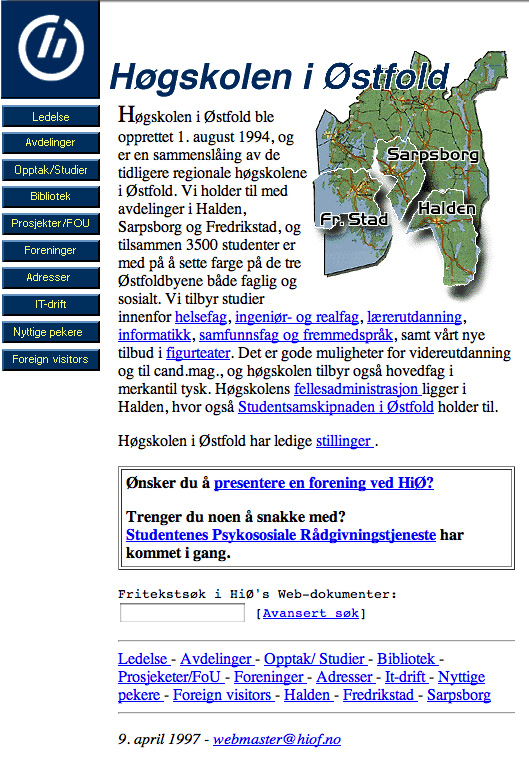 Høgskolen i Østfold
Ledelse
Avdelinger
Opptak/Studier
Bibliotek
Prosjekter/FOU
Foreninger
Adresser
IT-drift
Nyttige pekere
Foreign visitors
Sarpsborg
Fr. Stad
Halden
Høgskolen i Østfold ble
opprettet 1. august 1994, og
er en sammenslåing av de
tidligere regionale høgskolene
i Østfold. Vi holder til med
avdelinger i Halden,
Sarpsborg og Fredrikstad, og
tilsammen 3500 studenter er
med på å sette farge på de tre
Østfoldbyene både faglig og
sosialt. Vi tilbyr studier
innenfor helsefag, ingeniør- og realfag, lærerutdanning,
informatikk, samfunnsfag og fremmedspråk, samt vårt nye
tilbud i figurteater. Det er gode muligheter for videreutdanning
og til cand.mag., og høgskolen tilbyr også hovedfag i
merkantil tysk. Høgskolens fellesadministrasjon ligger i
Halden, hvor også Studentsamskipnaden i Østfold holder til.
Høgskolen i Østfold har ledige stillinger .
Ønsker du å presentere en forening ved HiØ?
Trenger du noen å snakke med?
Studentenes Psykososiale Rådgivningstjeneste har
kommet i gang.
Fritekstsøk i HiØ's Web-dokumenter:
[Avansert søk]
Ledelse - Avdelinger - Opptak/ Studier - Bibliotek -
Prosjeketer/FoU - Foreninger - Adresser - It-drift - Nyttige
pekere - Foreign visitors - Halden - Fredrikstad - Sarpsborg
9. april 1997 - webmaster@hiof.no